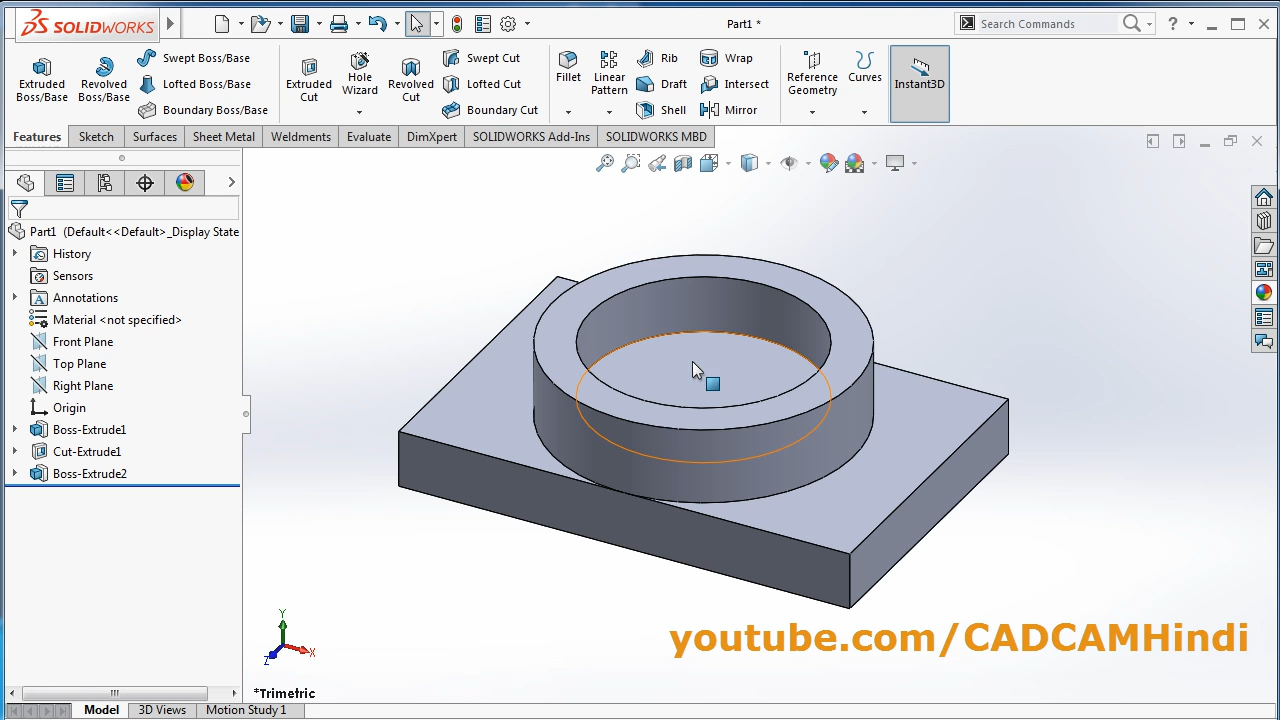 SOLIDWORKS
Part1 *
Search Commands
Extruded Boss/Base
Revolved Boss/Base
Swept Boss/Base
Lofted Boss/Base
Boundary Boss/Base
Extruded Cut
Hole Wizard
Revolved Cut
Swept Cut
Lofted Cut
Boundary Cut
Fillet
Linear Pattern
Rib
Draft
Shell
Wrap
Intersect
Mirror
Reference Geometry
Curves
Instant3D
Features
Sketch
Surfaces
Sheet Metal
Weldments
Evaluate
DimXpert
SOLIDWORKS Add-Ins
SOLIDWORKS MBD
Part1 (Default<<Default>_Display State
History
Sensors
Annotations
Material <not specified>
Front Plane
Top Plane
Right Plane
Origin
Boss-Extrude1
Cut-Extrude1
Boss-Extrude2
Y
X
Z
*Trimetric
youtube.com/CADCAMHindi
Model
3D Views
Motion Study 1